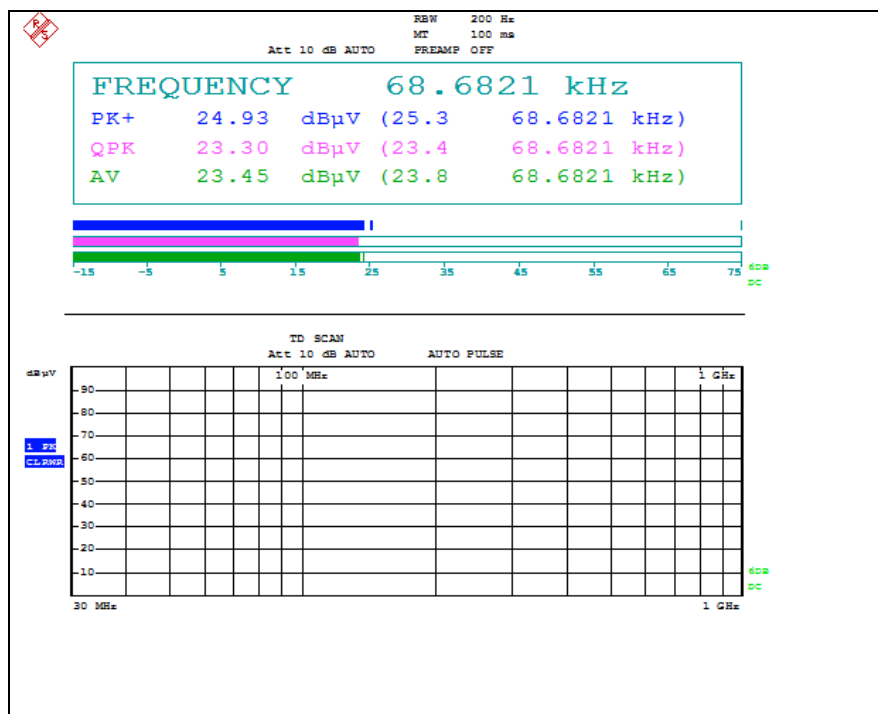 R S
RBW 200 Hz
MT 100 ms
Att 10 dB AUTO PREAMP OFF
FREQUENCY 68.6821 kHz
PK+ 24.93 dBµV (25.3 68.6821 kHz)
QPK 23.30 dBµV (23.4 68.6821 kHz)
AV 23.45 dBµV (23.8 68.6821 kHz)
-15 -5 5 15 25 35 45 55 65 75
6DB
DC
TD SCAN
Att 10 dB AUTO AUTO PULSE
dBµV
100 MHz 1 GHz
90
80
70
1 PK
CLRWR
60
50
40
30
20
10
6DB
DC
30 MHz 1 GHz